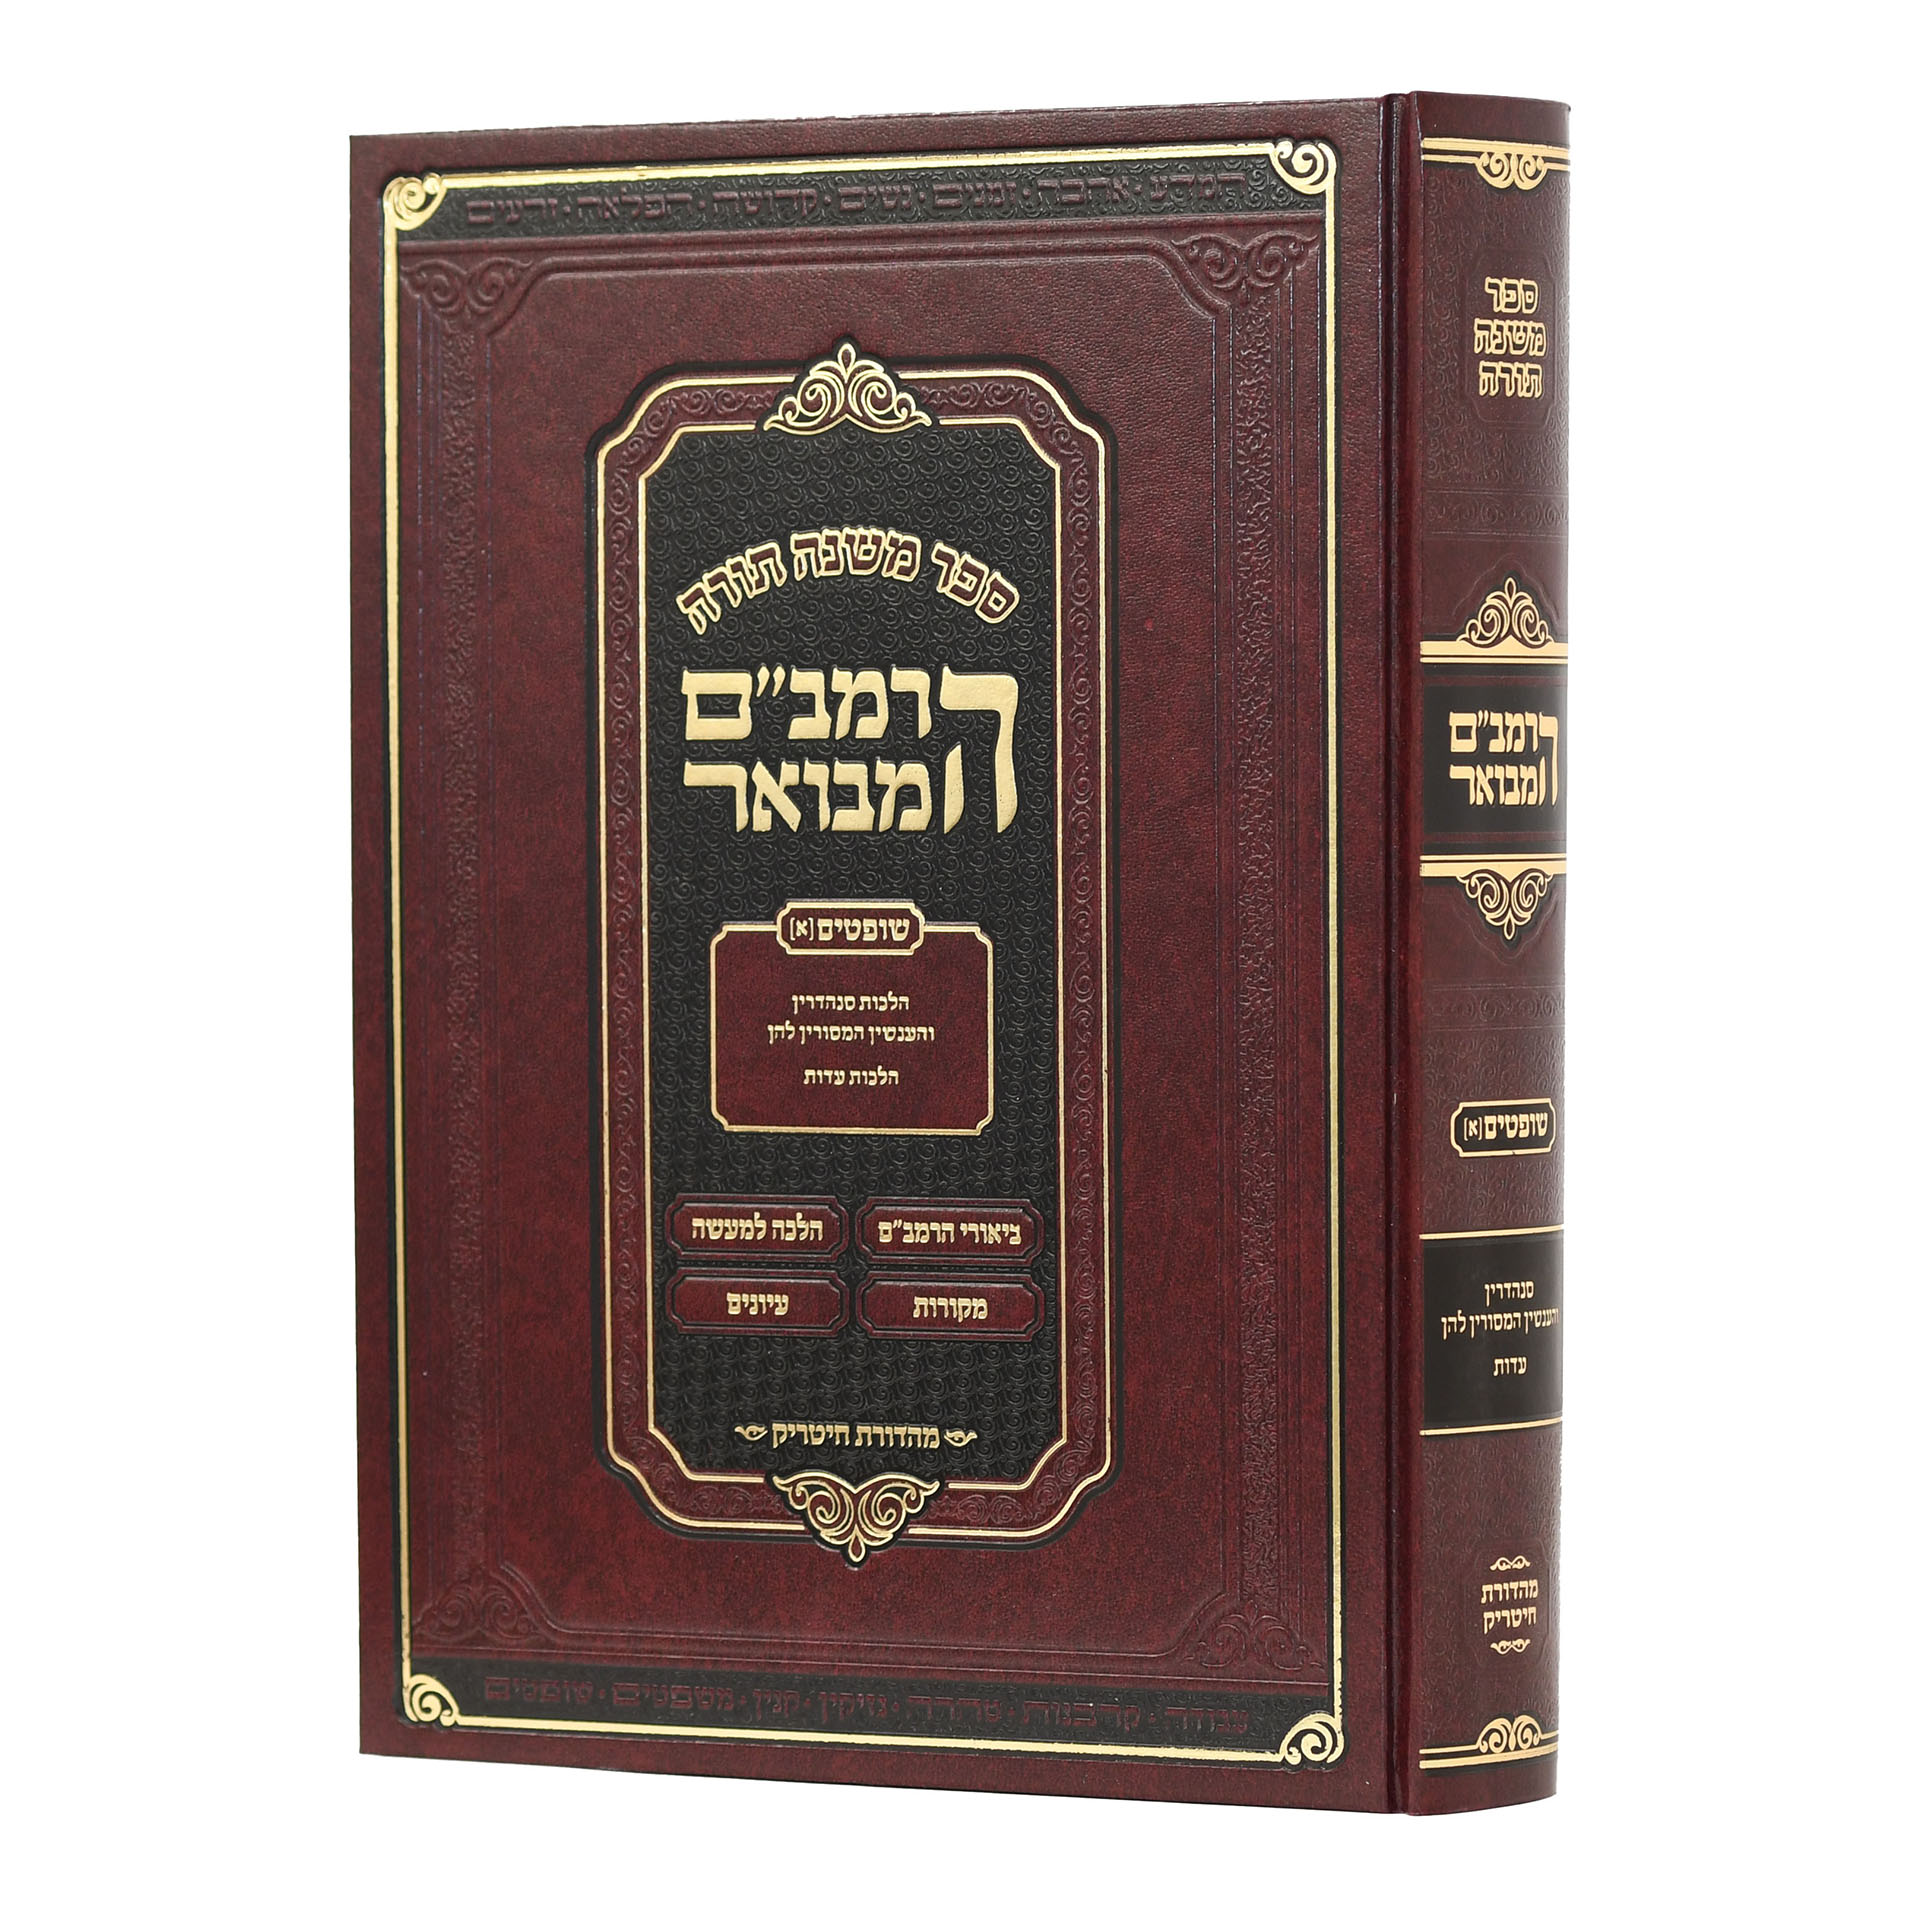 המדע · אהבה · זמנים · נשים · קדושה · הפלאה · זרעים
ספר משנה תורה
הרמב"ם
המבואר
שופטים [א]
הלכות סנהדרין
והענשין המסורין להן
הלכות עדות
ביאורי הרמב"ם
הלכה למעשה
מקורות
עיונים
מהדורת חיטריק
עבודה · קרבנות · טהרה · נזיקין · קנין · משפטים · שופטים
ספר
משנה
תורה
הרמב"ם
המבואר
שופטים [א]
סנהדרין
והענשין המסורין להן
עדות
מהדורת
חיטריק